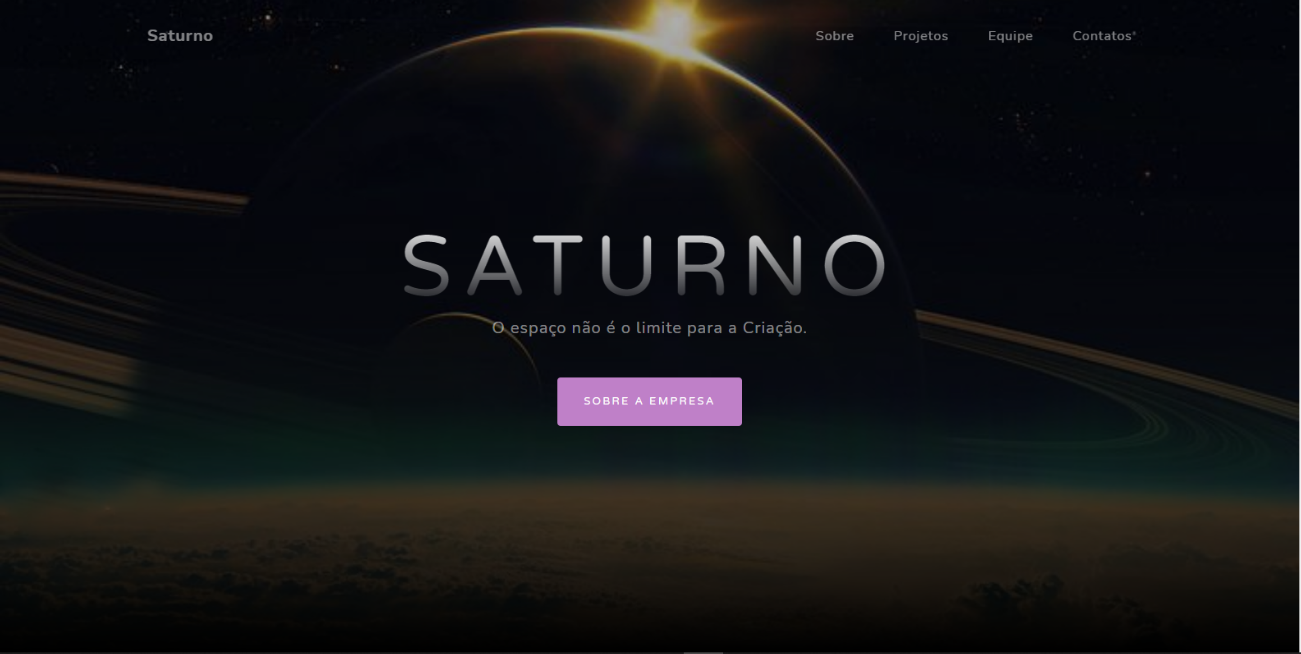 Saturno
Sobre Projetos Equipe Contatos*
SATURNO
O espaço não é o limite para a Criação.
SOBRE A EMPRESA